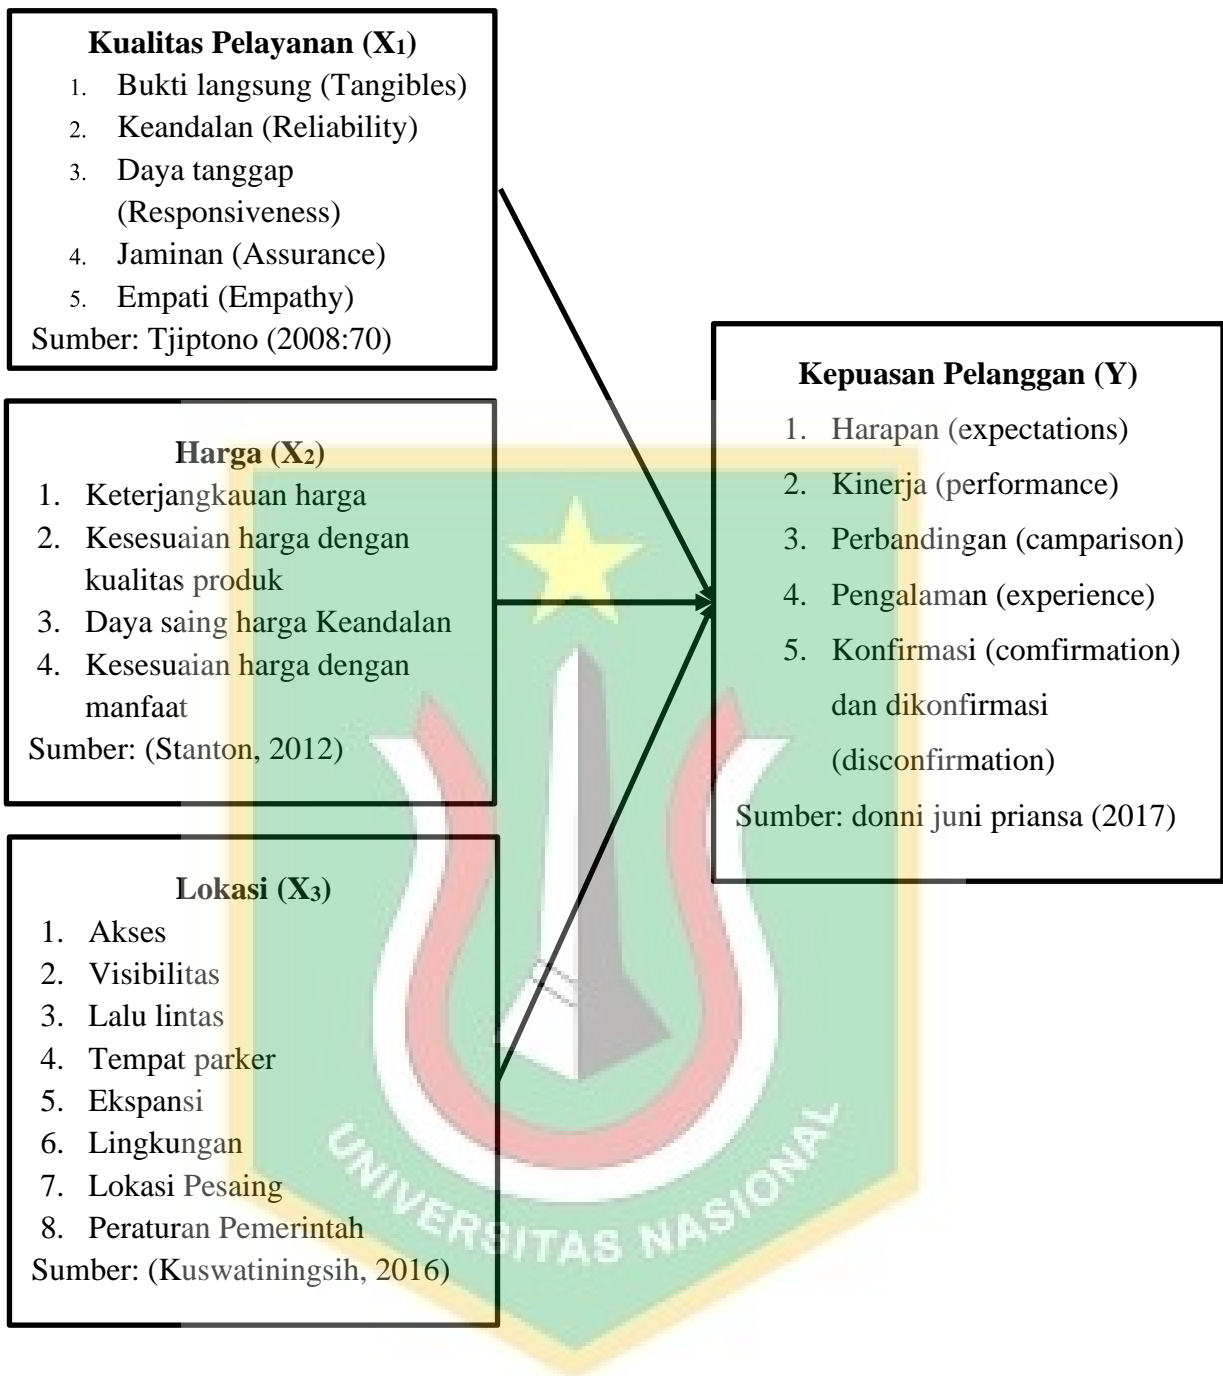 Kualitas Pelayanan (X₁)
1. Bukti langsung (Tangibles)
2. Keandalan (Reliability)
3. Daya tanggap
(Responsiveness)
4. Jaminan (Assurance)
5. Empati (Empathy)
Sumber: Tjiptono (2008:70)
Harga (X₂)
1. Keterjangkauan harga
2. Kesesuaian harga dengan
kualitas produk
3. Daya saing harga Keandalan
4. Kesesuaian harga dengan
manfaat
Sumber: (Stanton, 2012)
Lokasi (X₃)
1. Akses
2. Visibilitas
3. Lalu lintas
4. Tempat parker
5. Ekspansi
6. Lingkungan
7. Lokasi Pesaing
8. Peraturan Pemerintah
Sumber: (Kuswatiningsih, 2016)
Kepuasan Pelanggan (Y)
1. Harapan (expectations)
2. Kinerja (performance)
3. Perbandingan (camparison)
4. Pengalaman (experience)
5. Konfirmasi (comfirmation)
dan dikonfirmasi
(disconfirmation)
Sumber: donni juni priansa (2017)
UNIVERSITAS NASIONAL